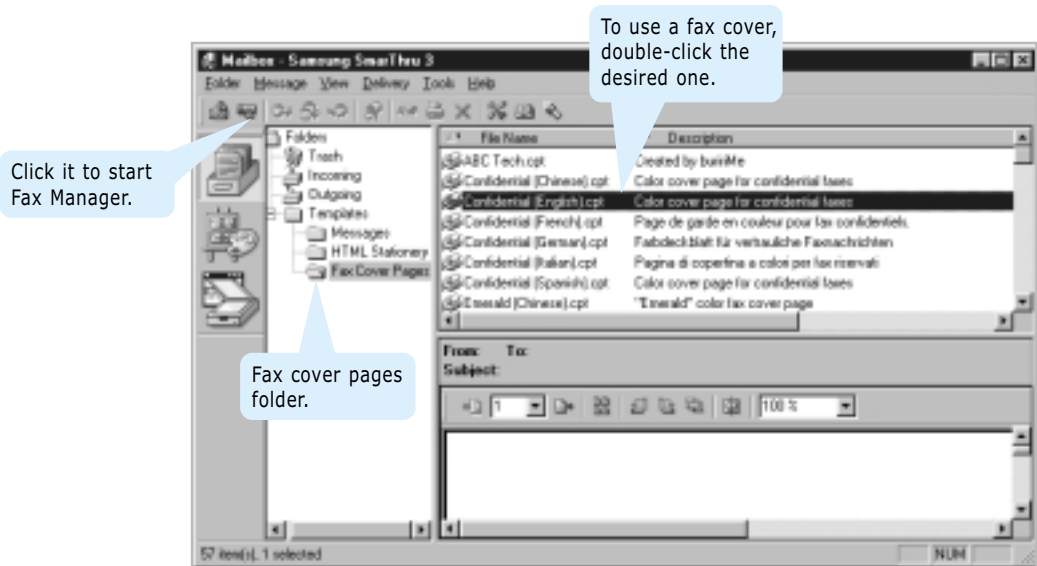 To use a fax cover,
double-click the
desired one.
Mailbox - Samsung SmarThru 3
Folder Message View Delivery Tools Help
Click it to start
Fax Manager.
Folders
Trash
Incoming
Outgoing
Templates
Messages
HTML Stationery
Fax Cover Pages
File Name Description
ABC Tech.cpt Created by
Confidential (Chinese).cpt Color cover page for confidential faxes
Confidential (English).cpt Color cover page for confidential faxes
Confidential (French).cpt Page de garde en couleur pour fax confidentiels.
Confidential (German).cpt Farbdeckblatt für vertrauliche Faxnachrichten
Confidential (Italian).cpt Pagina di copertina a colori per fax riservati
Confidential (Spanish).cpt Color cover page for confidential faxes
Emerald (Chinese).cpt "Emerald" color fax cover page
Fax cover pages
folder.
From: To:
Subject:
1 100 %
57 item(s), 1 selected NUM